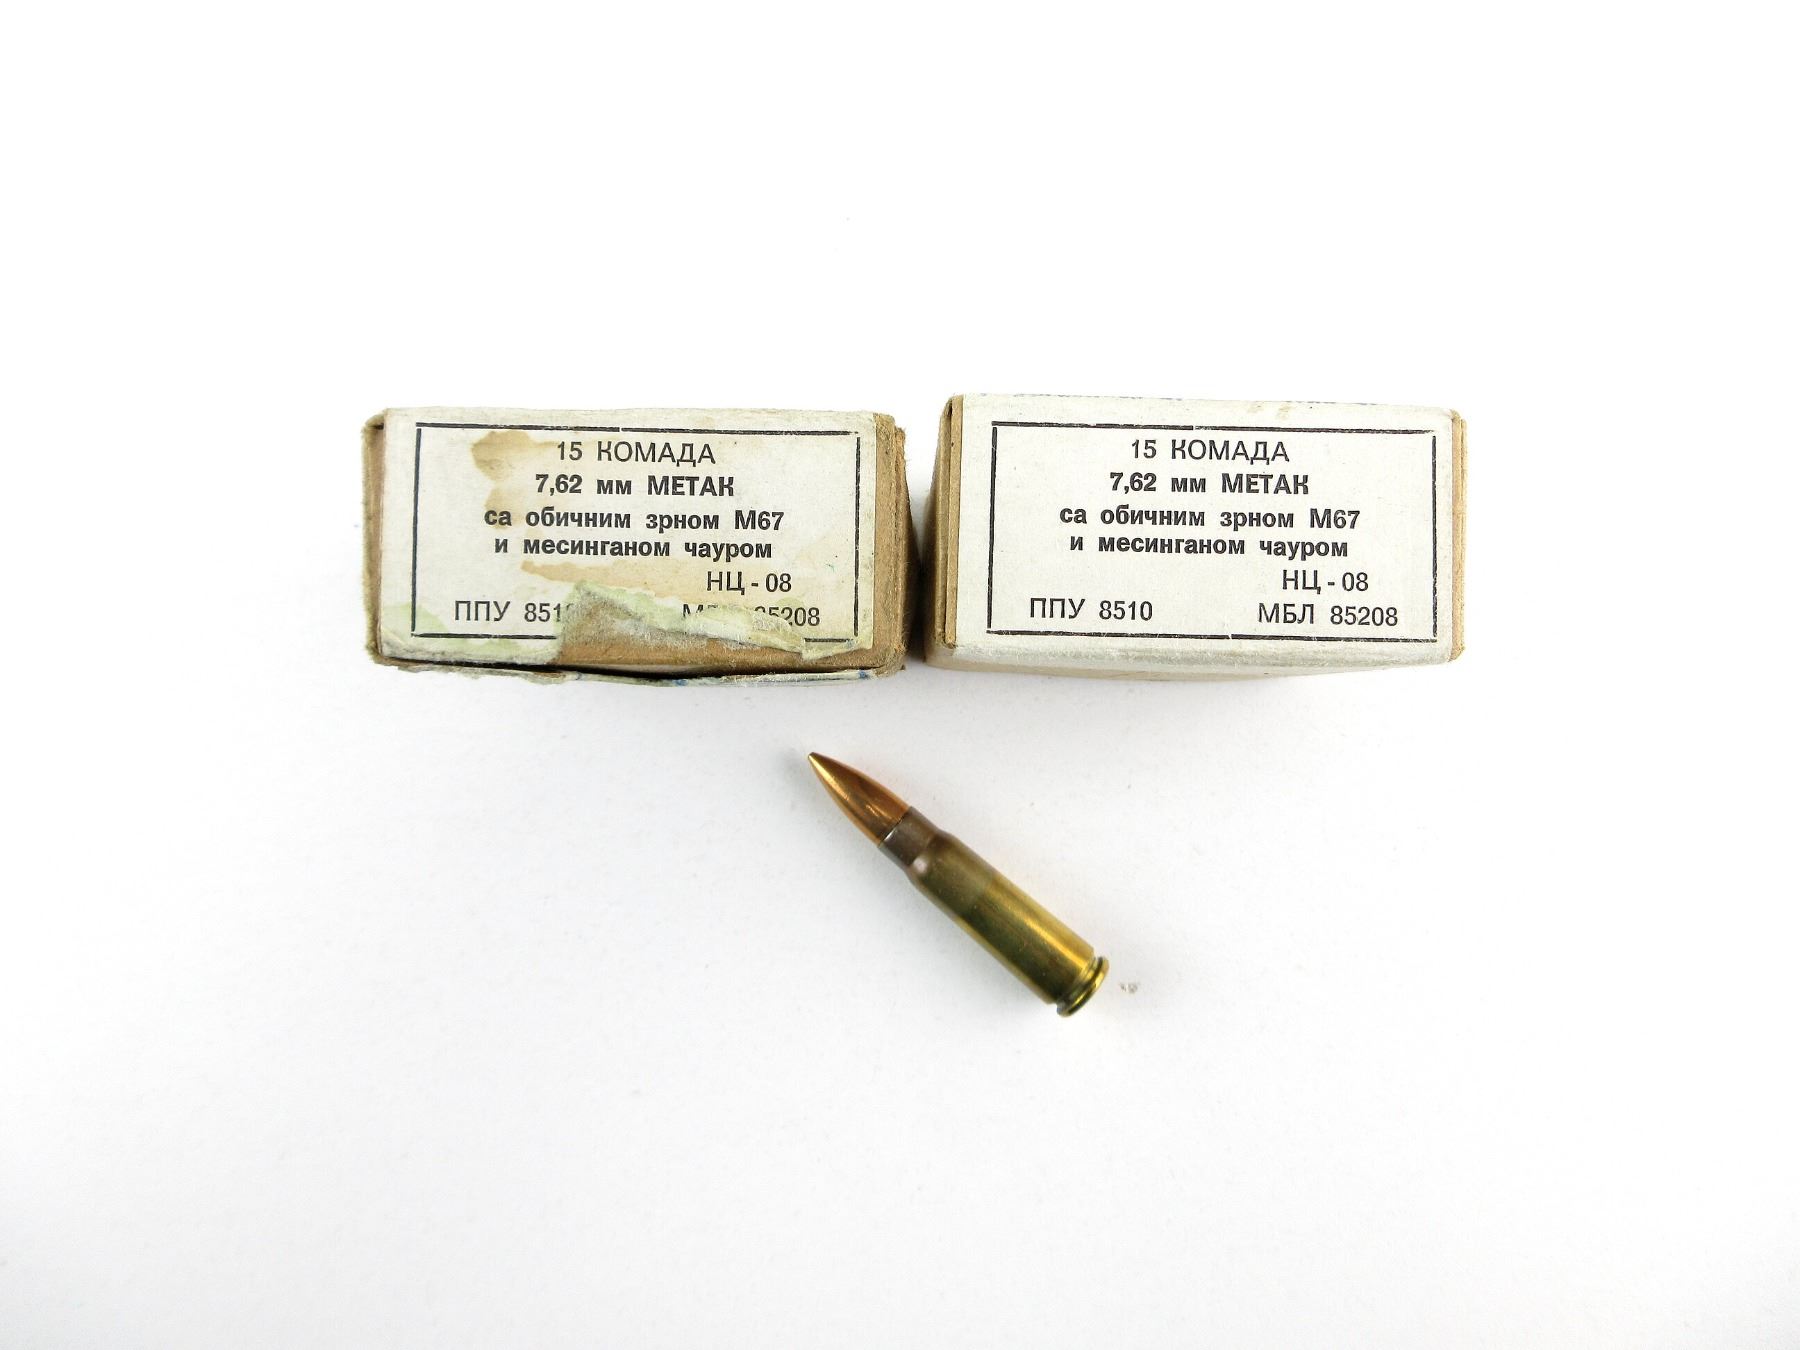 15 КОМАДА
7,62 мм МЕТАК
са обичним зрном М67
и месинганом чауром
НЦ - 08
ППУ
15 КОМАДА
7,62 мм МЕТАК
са обичним зрном М67
и месинганом чауром
НЦ - 08
ППУ 8510 МБЛ 85208